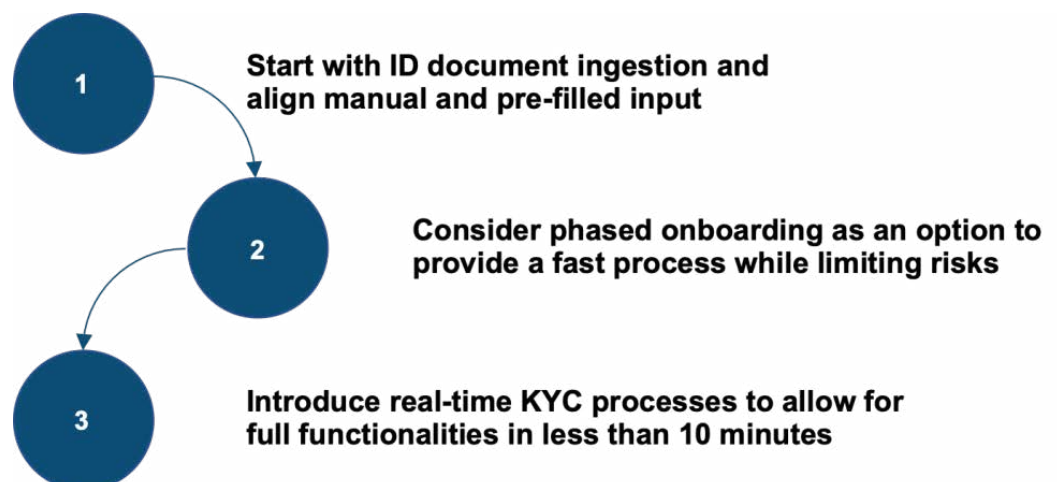 1
Start with ID document ingestion and
align manual and pre-filled input
2
Consider phased onboarding as an option to
provide a fast process while limiting risks
3
Introduce real-time KYC processes to allow for
full functionalities in less than 10 minutes